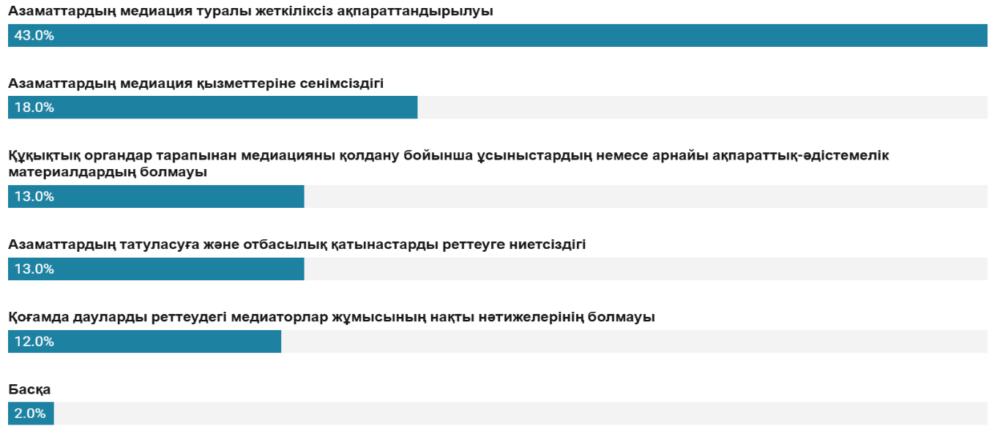 Азаматтардың медиация туралы жеткіліксіз ақпараттандырылуы
43.0%
Азаматтардың медиация қызметтеріне сенімсіздігі
18.0%
Құқықтық органдар тарапынан медиацияны қолдану бойынша ұсыныстардың немесе арнайы ақпараттық-әдістемелік
материалдардың болмауы
13.0%
Азаматтардың татуласуға және отбасылық қатынастарды реттеуге ниетсіздігі
13.0%
Қоғамда дауларды реттеудегі медиаторлар жұмысының нақты нәтижелерінің болмауы
12.0%
Басқа
2.0%